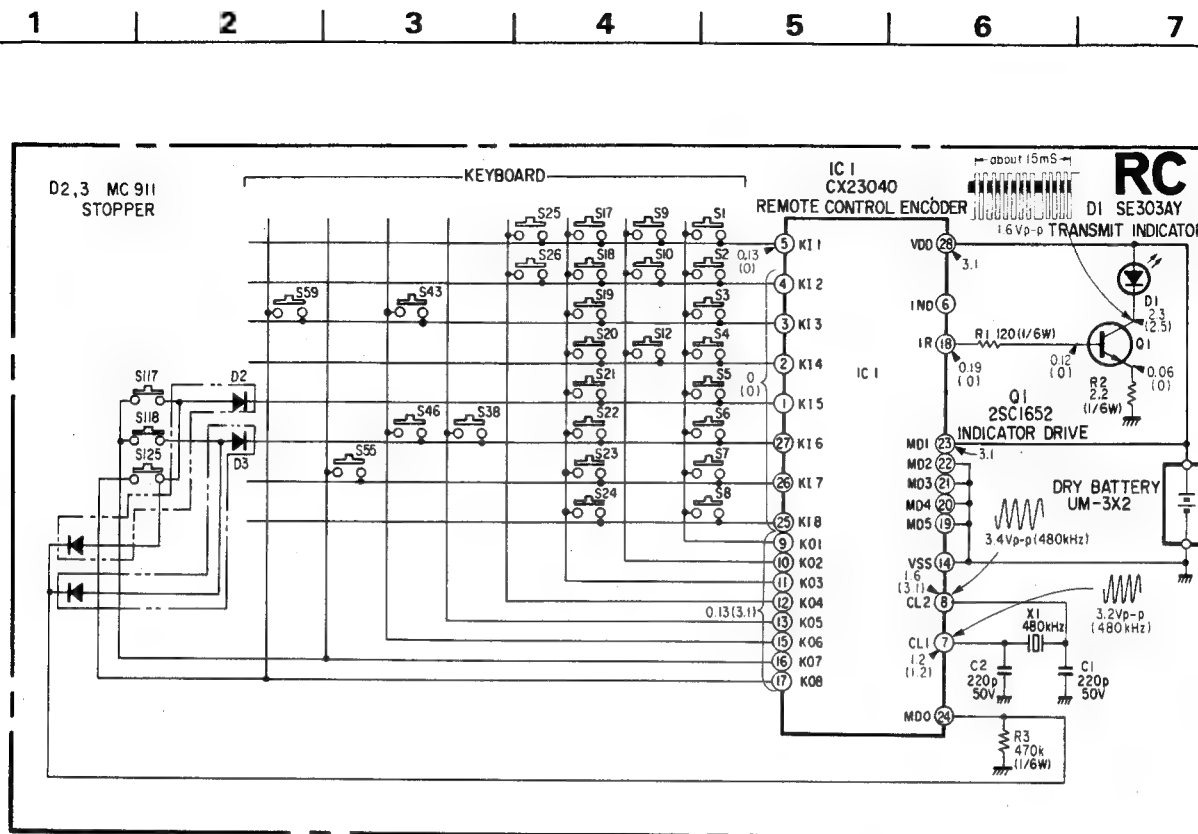 1 2 3 4 5 6 7
D2,3 MC 911
STOPPER
KEYBOARD
IC 1
CX23040
REMOTE CONTROL ENCODER
about 15mS
1.6Vp-p
RC
D1 SE303AY
TRANSMIT INDICATOR
S25 S17 S9 S1
S26 S18 S10 S2
S59 S43 S19 S3
S20 S12 S4
S117 D2 S21 S5
S118 S46 S38 S22 S6
D3
S125 S55 S23 S7
S24 S8
0.13
(0)
0
(0)
0.13(3.1)
5 KI1
4 KI2
3 KI3
2 KI4
1 KI5
27 KI6
26 KI7
25 KI8
9 KO1
10 KO2
11 KO3
12 KO4
13 KO5
15 KO6
16 KO7
17 KO8
IC 1
VDD 28
3.1
IND 6
IR 18
0.19
(0)
R1 120(1/6W)
0.12
(0)
D1
2.3
(2.5)
Q1
0.06
(0)
R2
2.2
(1/6W)
Q1
2SC1652
INDICATOR DRIVE
MD1 23
3.1
MD2 22
MD3 21
MD4 20
MD5 19
DRY BATTERY
UM-3X2
3.4Vp-p(480kHz)
VSS 14
1.6
(3.1)
CL2 8
3.2Vp-p
(480kHz)
X1
480kHz
CL1 7
1.2
(1.2)
C2
220p
50V
C1
220p
50V
MD0 24
R3
470k
(1/6W)